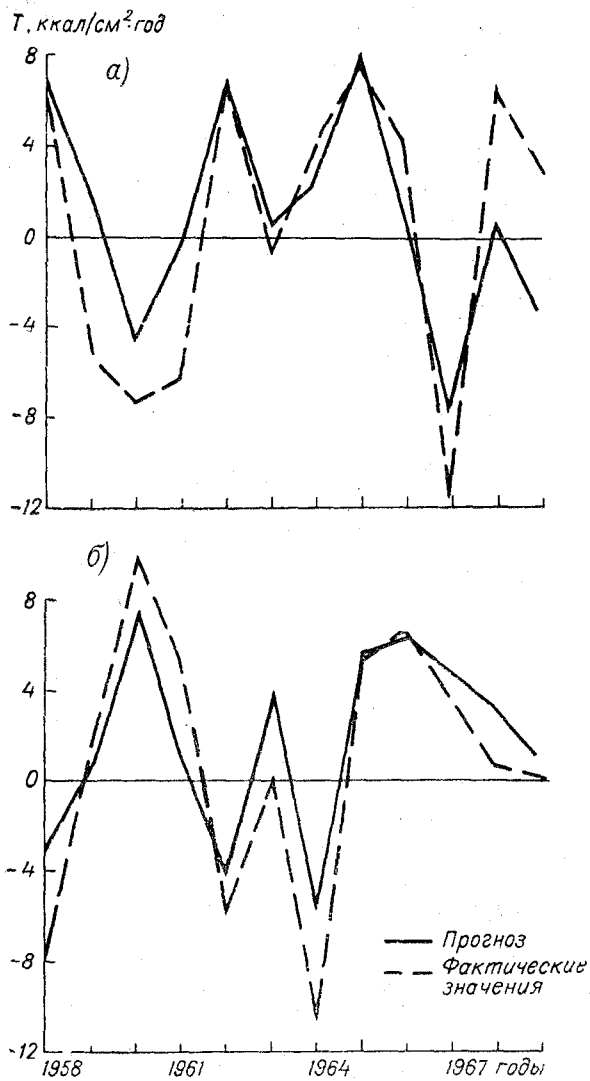 T, ккал/см²·год
а)
8
4
0
-4
-8
-12
б)
8
4
0
-4
-8
-12
Прогноз
Фактические
значения
1958 1961 1964 1967 годы